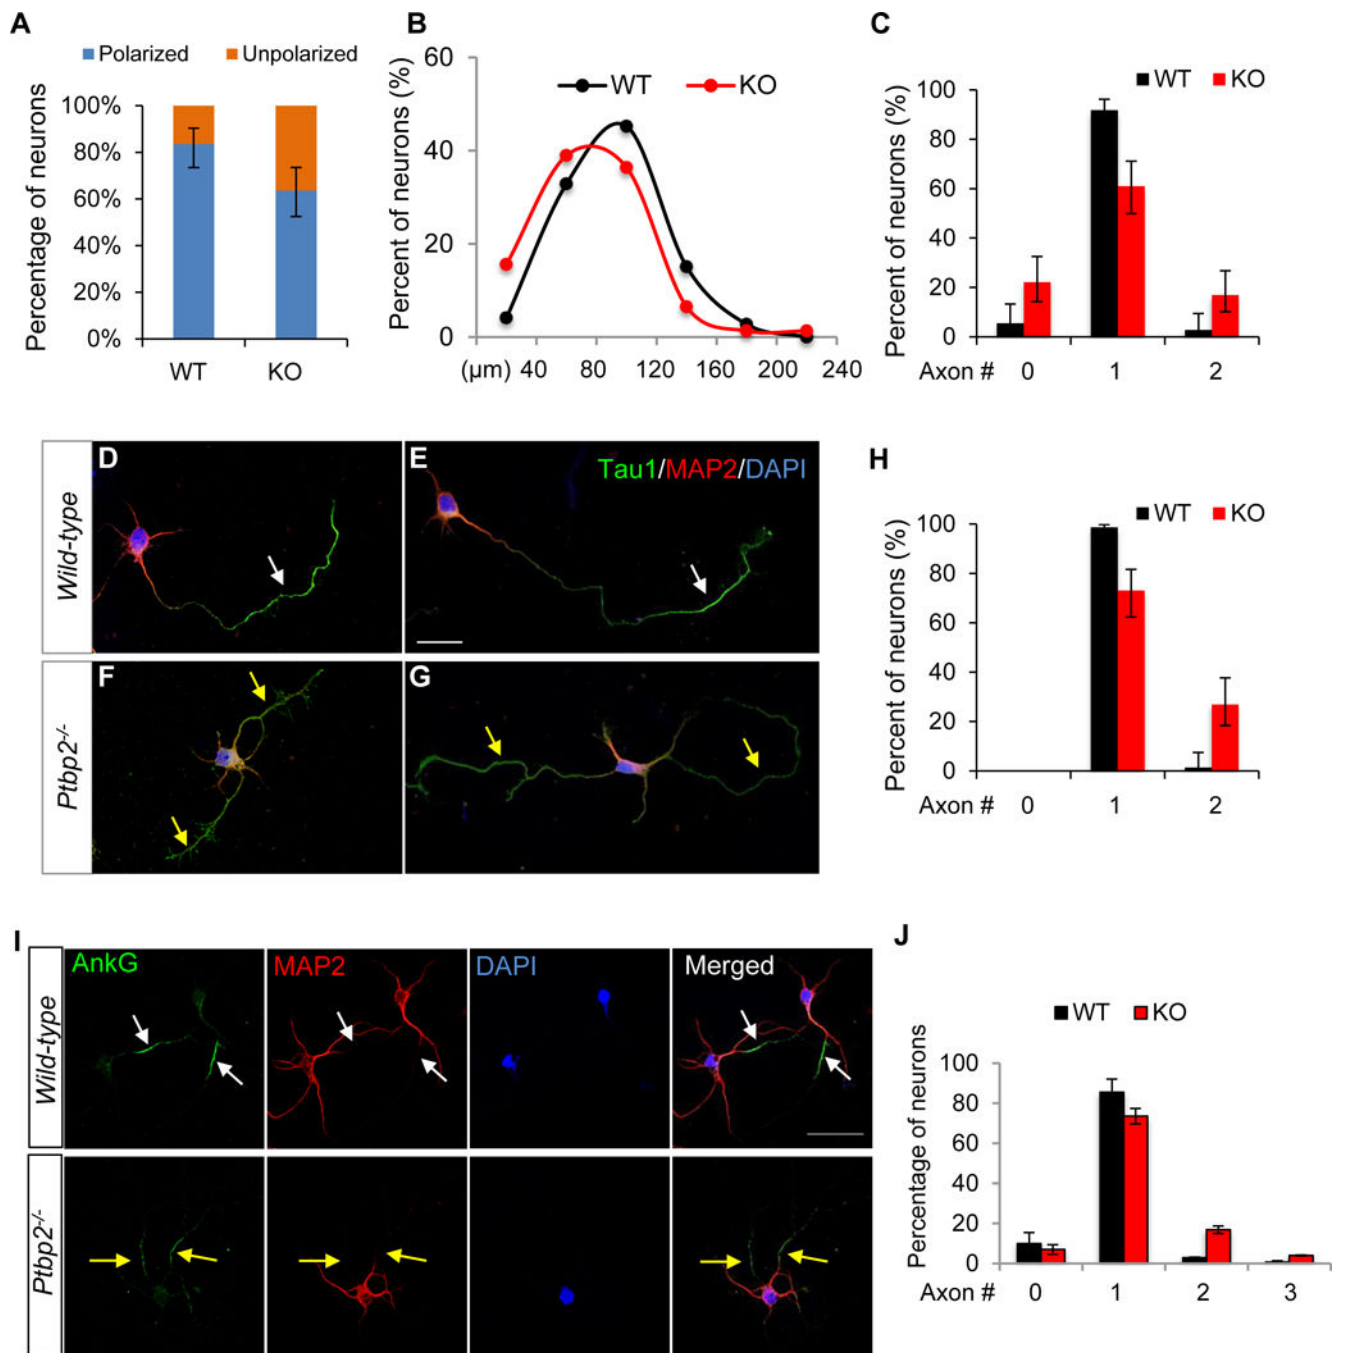 A
Polarized Unpolarized
Percentage of neurons
100%
80%
60%
40%
20%
0%
WT KO
B
Percent of neurons (%)
60
40
20
0
WT KO
(μm) 40 80 120 160 200 240
C
WT KO
Percent of neurons (%)
100
80
60
40
20
0
Axon # 0 1 2
Wild-type
D
E
Tau1/MAP2/DAPI
Ptbp2-/-
F
G
H
WT KO
Percent of neurons (%)
100
80
60
40
20
0
Axon # 0 1 2
I
Wild-type
AnkG
MAP2
DAPI
Merged
Ptbp2-/-
J
WT KO
Percentage of neurons
100
80
60
40
20
0
Axon # 0 1 2 3